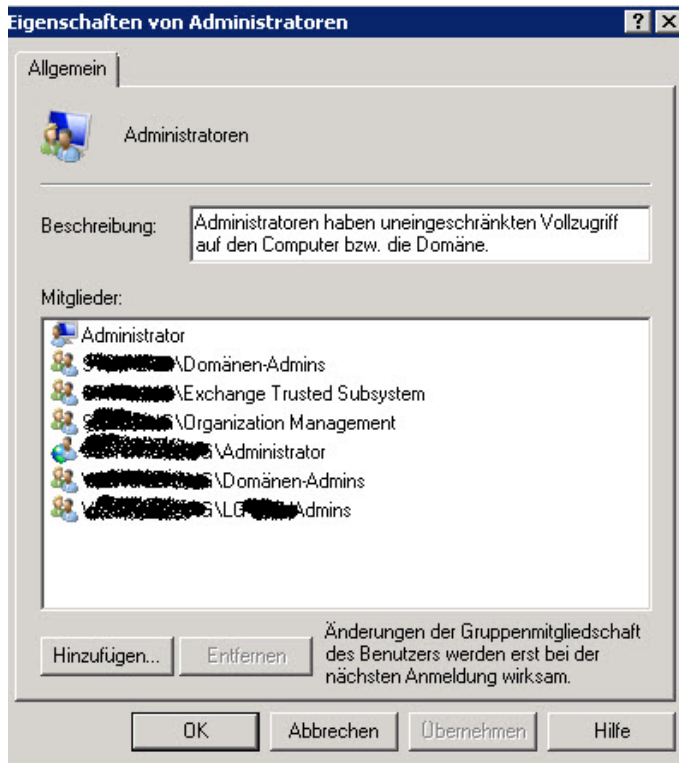 Eigenschaften von Administratoren
Allgemein
Administratoren
Beschreibung:
Administratoren haben uneingeschränkten Vollzugriff
auf den Computer bzw. die Domäne.
Mitglieder:
Administrator
\Domänen-Admins
\Exchange Trusted Subsystem
\Organization Management
\Administrator
\Domänen-Admins
Admins
Hinzufügen...
Entfernen
Änderungen der Gruppenmitgliedschaft
des Benutzers werden erst bei der
nächsten Anmeldung wirksam.
OK
Abbrechen
Übernehmen
Hilfe